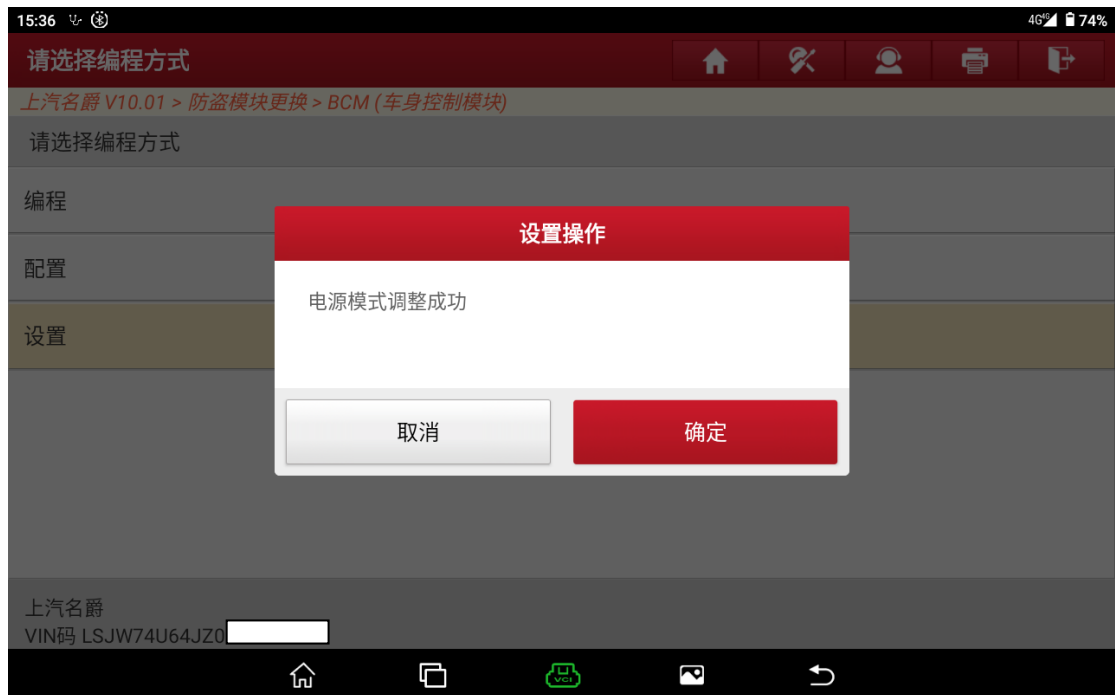 15:36
4G 4G 74%
请选择编程方式
上汽名爵 V10.01 > 防盗模块更换 > BCM (车身控制模块)
请选择编程方式
编程
配置
设置
设置操作
电源模式调整成功
取消
确定
上汽名爵
VIN码 LSJW74U64JZ0
VCI